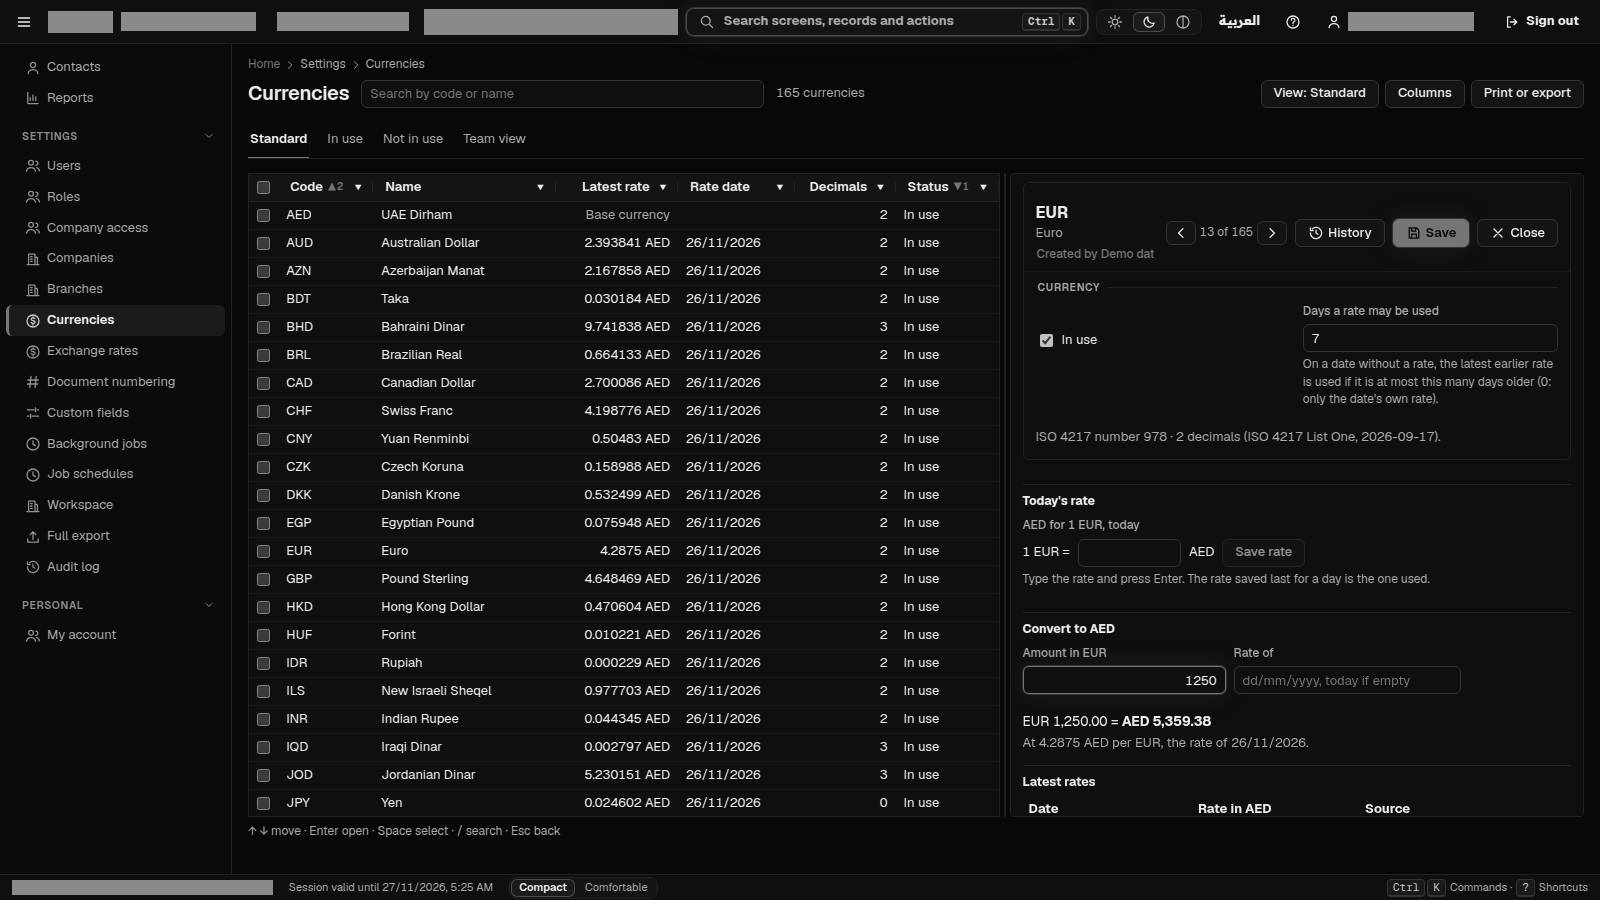 Search screens, records and actions Ctrl K العربية Sign out
Contacts
Reports
SETTINGS
Users
Roles
Company access
Companies
Branches
Currencies
Exchange rates
Document numbering
Custom fields
Background jobs
Job schedules
Workspace
Full export
Audit log
PERSONAL
My account
Home > Settings > Currencies
Currencies Search by code or name 165 currencies View: Standard Columns Print or export
Standard In use Not in use Team view
Code ▲2 ▼ Name ▼ Latest rate ▼ Rate date ▼ Decimals ▼ Status ▼1 ▼
AED UAE Dirham Base currency 2 In use
AUD Australian Dollar 2.393841 AED 26/11/2026 2 In use
AZN Azerbaijan Manat 2.167858 AED 26/11/2026 2 In use
BDT Taka 0.030184 AED 26/11/2026 2 In use
BHD Bahraini Dinar 9.741838 AED 26/11/2026 3 In use
BRL Brazilian Real 0.664133 AED 26/11/2026 2 In use
CAD Canadian Dollar 2.700086 AED 26/11/2026 2 In use
CHF Swiss Franc 4.198776 AED 26/11/2026 2 In use
CNY Yuan Renminbi 0.50483 AED 26/11/2026 2 In use
CZK Czech Koruna 0.158988 AED 26/11/2026 2 In use
DKK Danish Krone 0.532499 AED 26/11/2026 2 In use
EGP Egyptian Pound 0.075948 AED 26/11/2026 2 In use
EUR Euro 4.2875 AED 26/11/2026 2 In use
GBP Pound Sterling 4.648469 AED 26/11/2026 2 In use
HKD Hong Kong Dollar 0.470604 AED 26/11/2026 2 In use
HUF Forint 0.010221 AED 26/11/2026 2 In use
IDR Rupiah 0.000229 AED 26/11/2026 2 In use
ILS New Israeli Sheqel 0.977703 AED 26/11/2026 2 In use
INR Indian Rupee 0.044345 AED 26/11/2026 2 In use
IQD Iraqi Dinar 0.002797 AED 26/11/2026 3 In use
JOD Jordanian Dinar 5.230151 AED 26/11/2026 3 In use
JPY Yen 0.024602 AED 26/11/2026 0 In use
↑↓ move · Enter open · Space select · / search · Esc back
EUR
Euro
Created by Demo dat
13 of 165 History Save Close
CURRENCY
In use
Days a rate may be used
7
On a date without a rate, the latest earlier rate
is used if it is at most this many days older (0:
only the date's own rate).
ISO 4217 number 978 · 2 decimals (ISO 4217 List One, 2026-09-17).
Today's rate
AED for 1 EUR, today
1 EUR = AED Save rate
Type the rate and press Enter. The rate saved last for a day is the one used.
Convert to AED
Amount in EUR Rate of
1250 dd/mm/yyyy, today if empty
EUR 1,250.00 = AED 5,359.38
At 4.2875 AED per EUR, the rate of 26/11/2026.
Latest rates
Date Rate in AED Source
Session valid until 27/11/2026, 5:25 AM Compact Comfortable Ctrl K Commands · ? Shortcuts